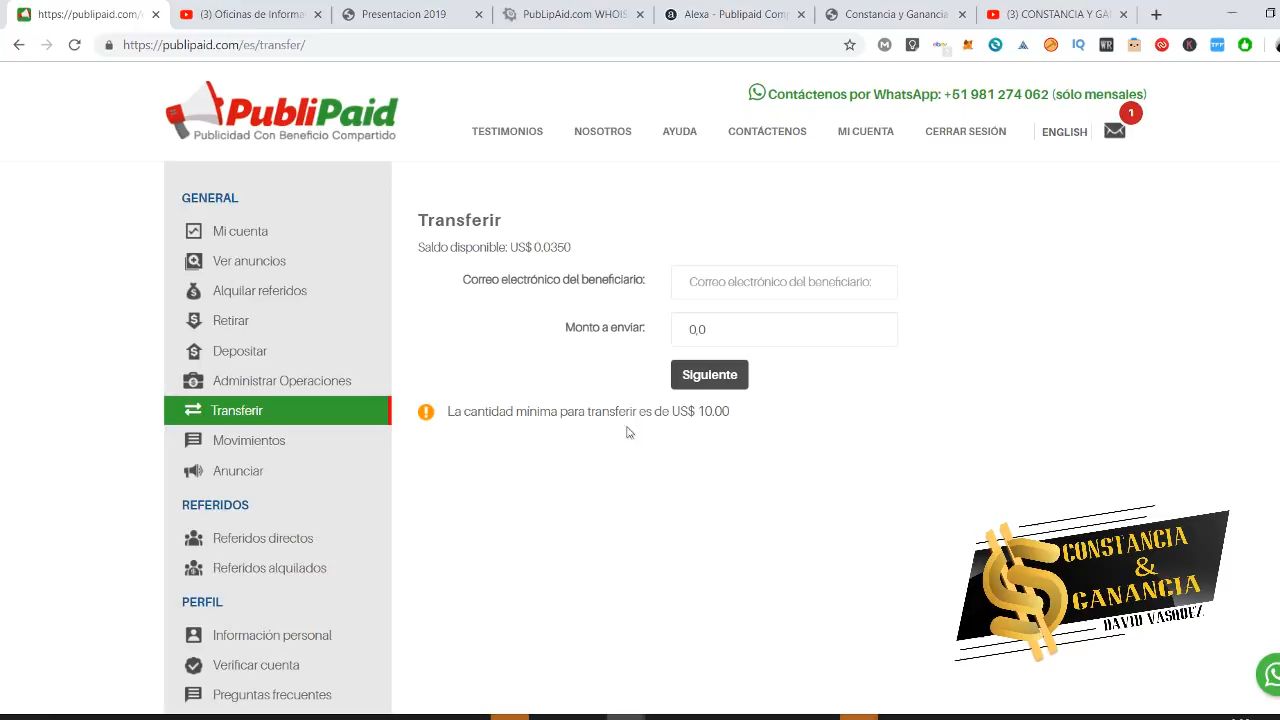 https://publipaid.com/e
(3) Oficinas de Informa
Presentacion 2019
PubLipAid.com WHOIS
Alexa - Publipaid Comp
Constancia y Ganancia
(3) CONSTANCIA Y GA
https://publipaid.com/es/transfer/
PubliPaid
Publicidad Con Beneficio Compartido
Contáctenos por WhatsApp: +51 981 274 062 (sólo mensales)
1
TESTIMONIOS NOSOTROS AYUDA CONTÁCTENOS MI CUENTA CERRAR SESIÓN ENGLISH
GENERAL
Mi cuenta
Ver anuncios
Alquilar referidos
Retirar
Depositar
Administrar Operaciones
Transferir
Movimientos
Anunciar
REFERIDOS
Referidos directos
Referidos alquilados
PERFIL
Información personal
Verificar cuenta
Preguntas frecuentes
Transferir
Saldo disponible: US$ 0.0350
Correo electrónico del beneficiario: Correo electrónico del beneficiario:
Monto a enviar: 0,0
Siguiente
La cantidad mínima para transferir es de US$ 10.00
CONSTANCIA
&
GANANCIA
DAVID VASQUEZ